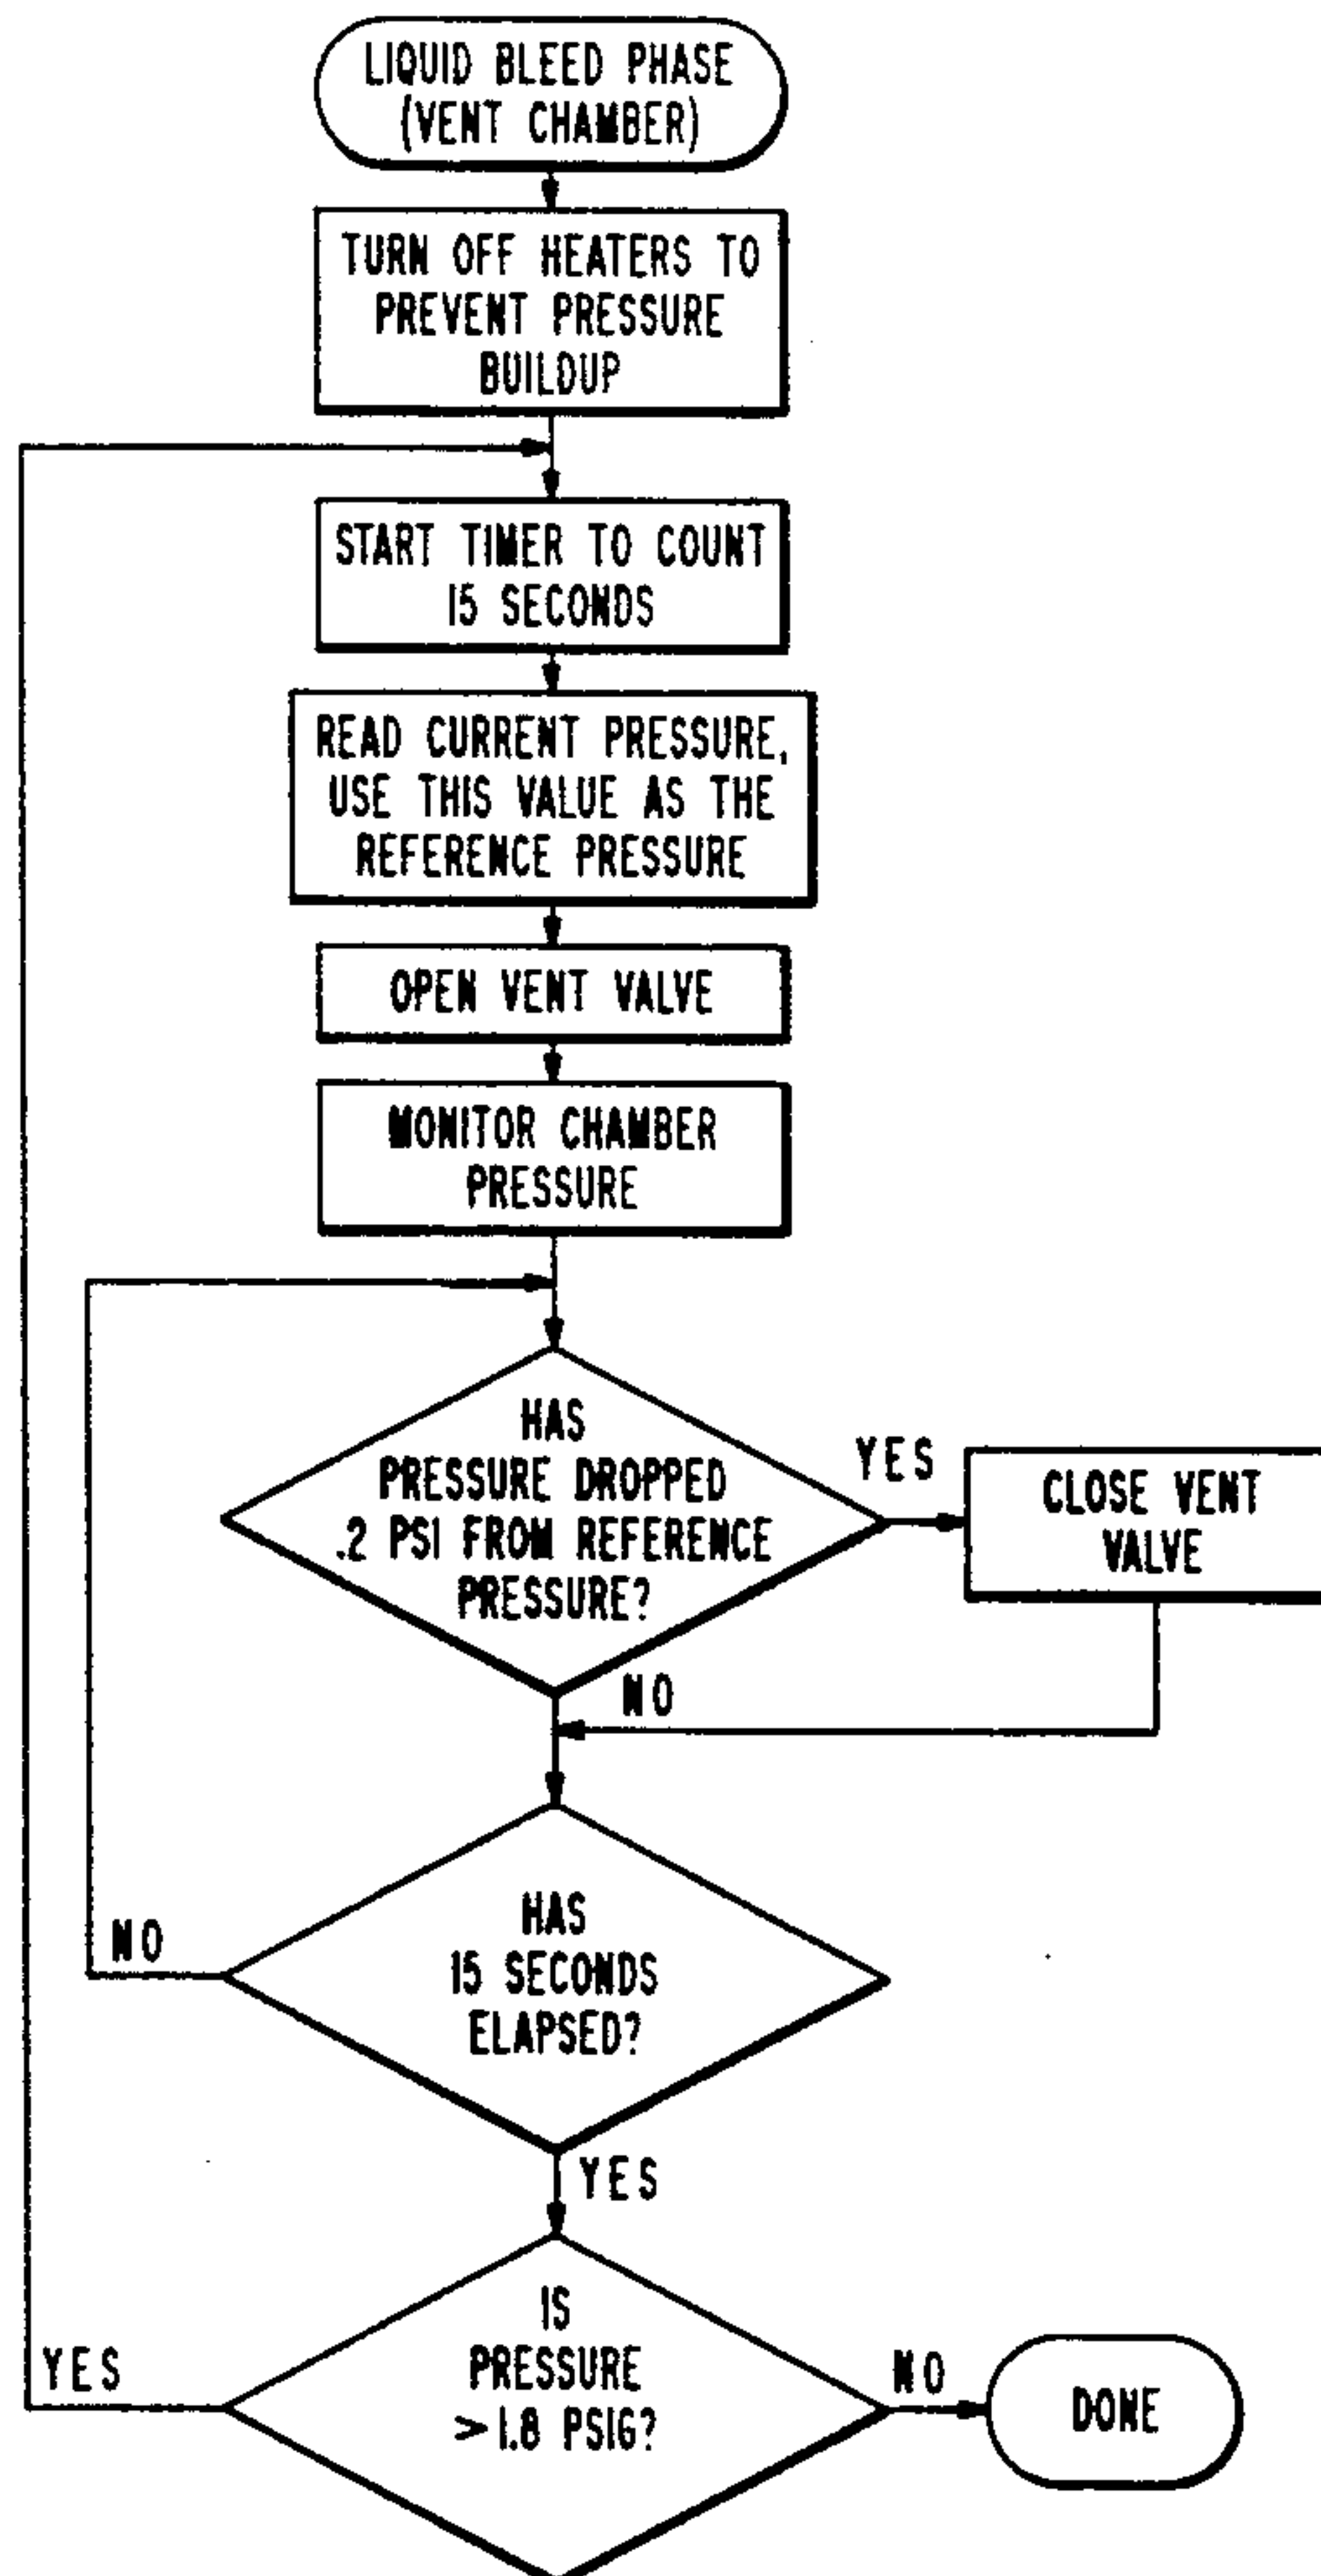 LIQUID BLEED PHASE
(VENT CHAMBER)
TURN OFF HEATERS TO
PREVENT PRESSURE
BUILDUP
START TIMER TO COUNT
15 SECONDS
READ CURRENT PRESSURE,
USE THIS VALUE AS THE
REFERENCE PRESSURE
OPEN VENT VALVE
MONITOR CHAMBER
PRESSURE
HAS
PRESSURE DROPPED
.2 PSI FROM REFERENCE
PRESSURE?
YES
CLOSE VENT
VALVE
NO
HAS
15 SECONDS
ELAPSED?
NO
YES
IS
PRESSURE
>1.8 PSIG?
YES
NO
DONE